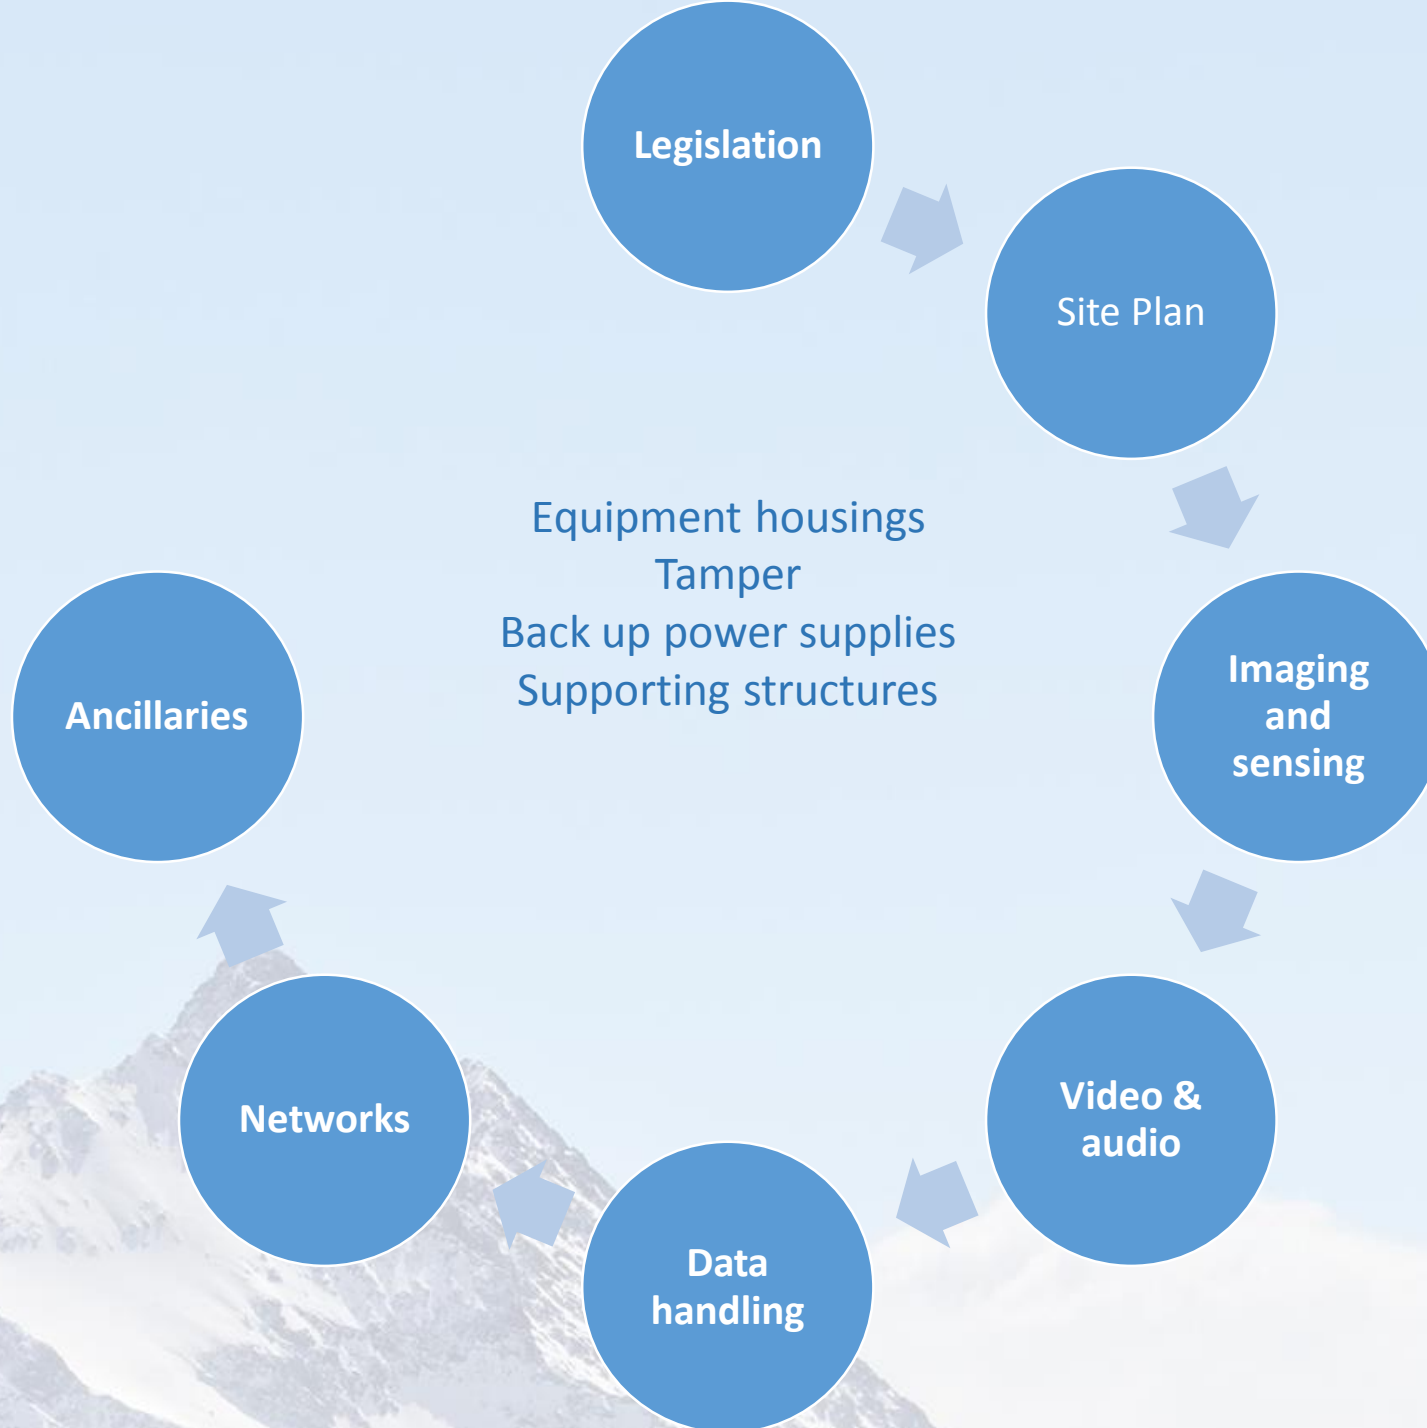 Legislation
Site Plan
Imaging
and
sensing
Video &
audio
Data
handling
Networks
Ancillaries
Equipment housings
Tamper
Back up power supplies
Supporting structures